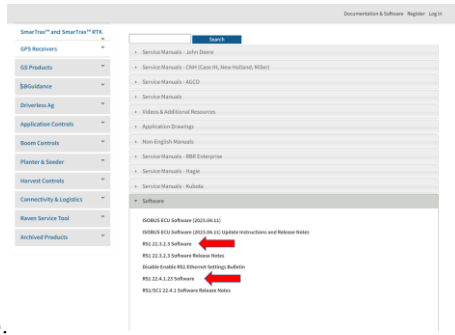 Documentation & Software Register Log In
SmarTrax™ and SmarTrax™ RTK
GPS Receivers
GS Products
SBGuidance
Driverless Ag
Application Controls
Boom Controls
Planter & Seeder
Harvest Controls
Connectivity & Logistics
Raven Service Tool
Archived Products
Search
Service Manuals - John Deere
Service Manuals - CNH (Case IH, New Holland, Miller)
Service Manuals - AGCO
Service Manuals
Videos & Additional Resources
Application Drawings
Non-English Manuals
Service Manuals - RBR Enterprise
Service Manuals - Hagie
Service Manuals - Kubota
Software
ISOBUS ECU Software (2023.04.11)
ISOBUS ECU Software (2023.04.11) Update Instructions and Release Notes
RS1 22.3.2.3 Software
RS1 22.3.2.3 Software Release Notes
Disable Enable RS1 Ethernet Settings Bulletin
RS1 22.4.1.23 Software
RS1/SC1 22.4.1 Software Release Notes